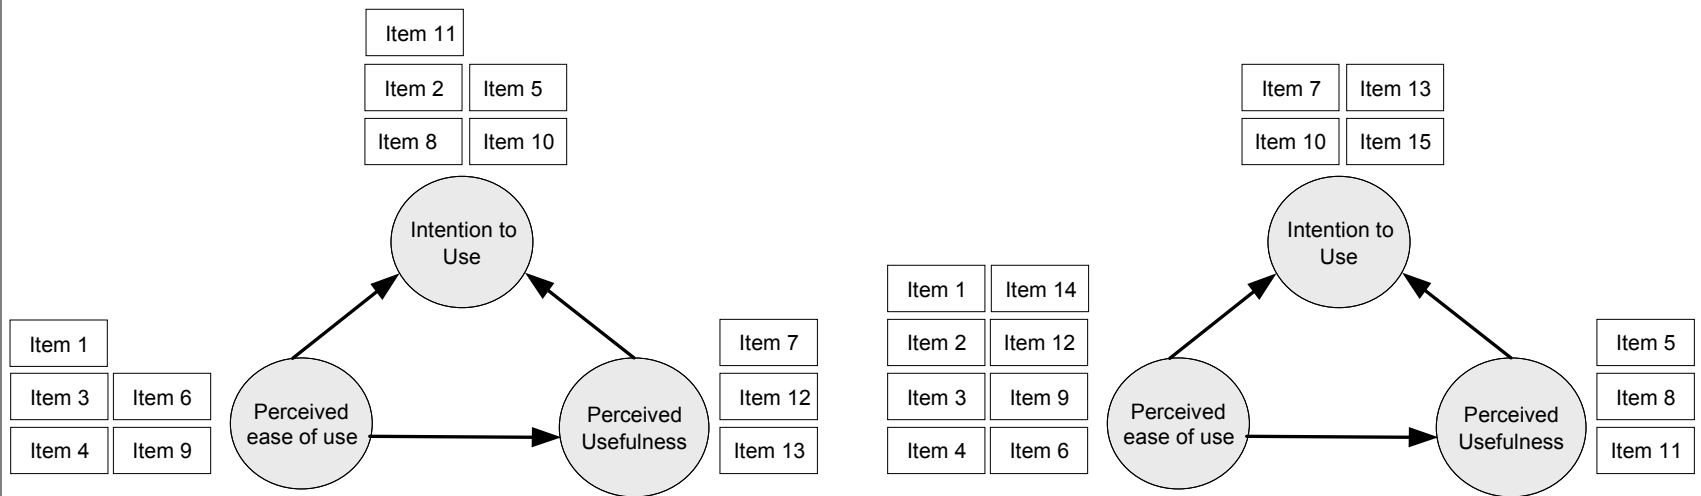 Item 11
Item 2
Item 5
Item 8
Item 10
Intention to
Use
Item 1
Item 3
Item 6
Item 4
Item 9
Perceived
ease of use
Perceived
Usefulness
Item 7
Item 12
Item 13
Item 7
Item 13
Item 10
Item 15
Intention to
Use
Item 1
Item 14
Item 2
Item 12
Item 3
Item 9
Item 4
Item 6
Perceived
ease of use
Perceived
Usefulness
Item 5
Item 8
Item 11